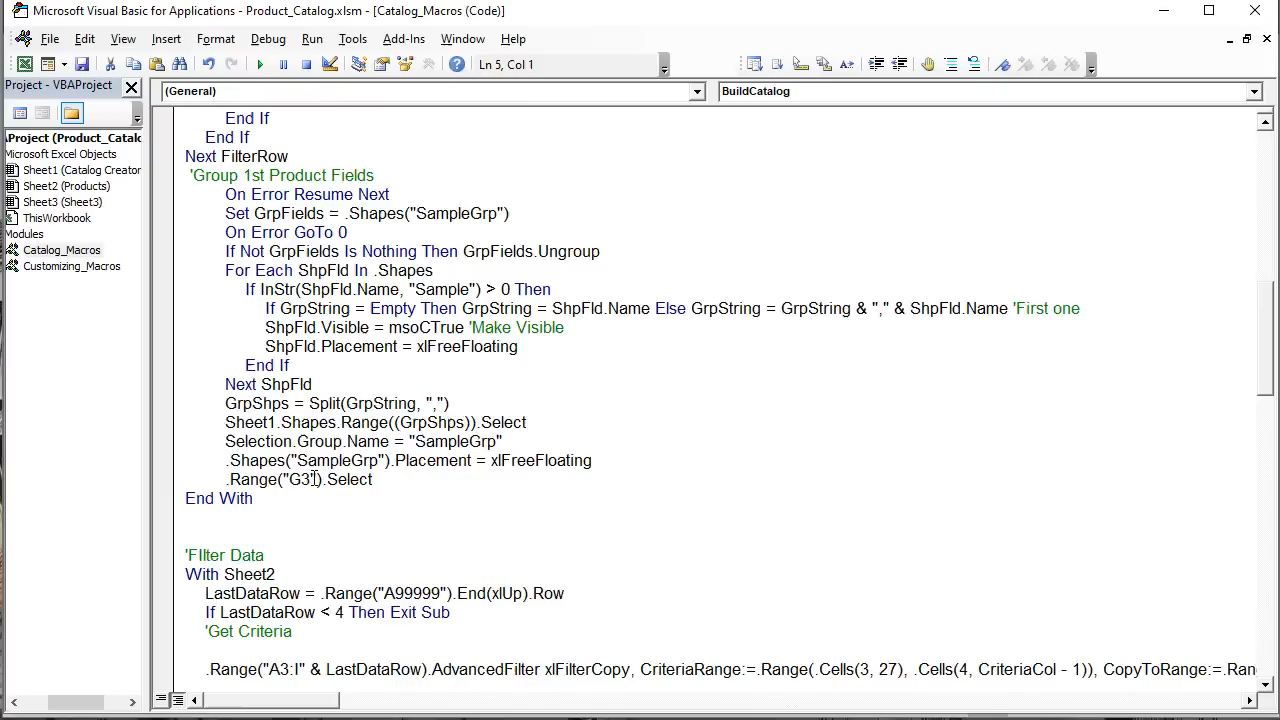 Microsoft Visual Basic for Applications - Product_Catalog.xlsm - [Catalog_Macros (Code)]
File Edit View Insert Format Debug Run Tools Add-Ins Window Help
Ln 5, Col 1
Project - VBAProject
(General)
BuildCatalog
AProject (Product_Catalo
Microsoft Excel Objects
Sheet1 (Catalog Creator
Sheet2 (Products)
Sheet3 (Sheet3)
ThisWorkbook
Modules
Catalog_Macros
Customizing_Macros
End If
End If
Next FilterRow
'Group 1st Product Fields
On Error Resume Next
Set GrpFields = .Shapes("SampleGrp")
On Error GoTo 0
If Not GrpFields Is Nothing Then GrpFields.Ungroup
For Each ShpFld In .Shapes
If InStr(ShpFld.Name, "Sample") > 0 Then
If GrpString = Empty Then GrpString = ShpFld.Name Else GrpString = GrpString & "," & ShpFld.Name 'First one
ShpFld.Visible = msoCTrue 'Make Visible
ShpFld.Placement = xlFreeFloating
End If
Next ShpFld
GrpShps = Split(GrpString, ",")
Sheet1.Shapes.Range((GrpShps)).Select
Selection.Group.Name = "SampleGrp"
.Shapes("SampleGrp").Placement = xlFreeFloating
.Range("G3").Select
End With
'FIlter Data
With Sheet2
LastDataRow = .Range("A99999").End(xlUp).Row
If LastDataRow < 4 Then Exit Sub
'Get Criteria
.Range("A3:I" & LastDataRow).AdvancedFilter xlFilterCopy, CriteriaRange:=.Range(.Cells(3, 27), .Cells(4, CriteriaCol - 1)), CopyToRange:=.Ran